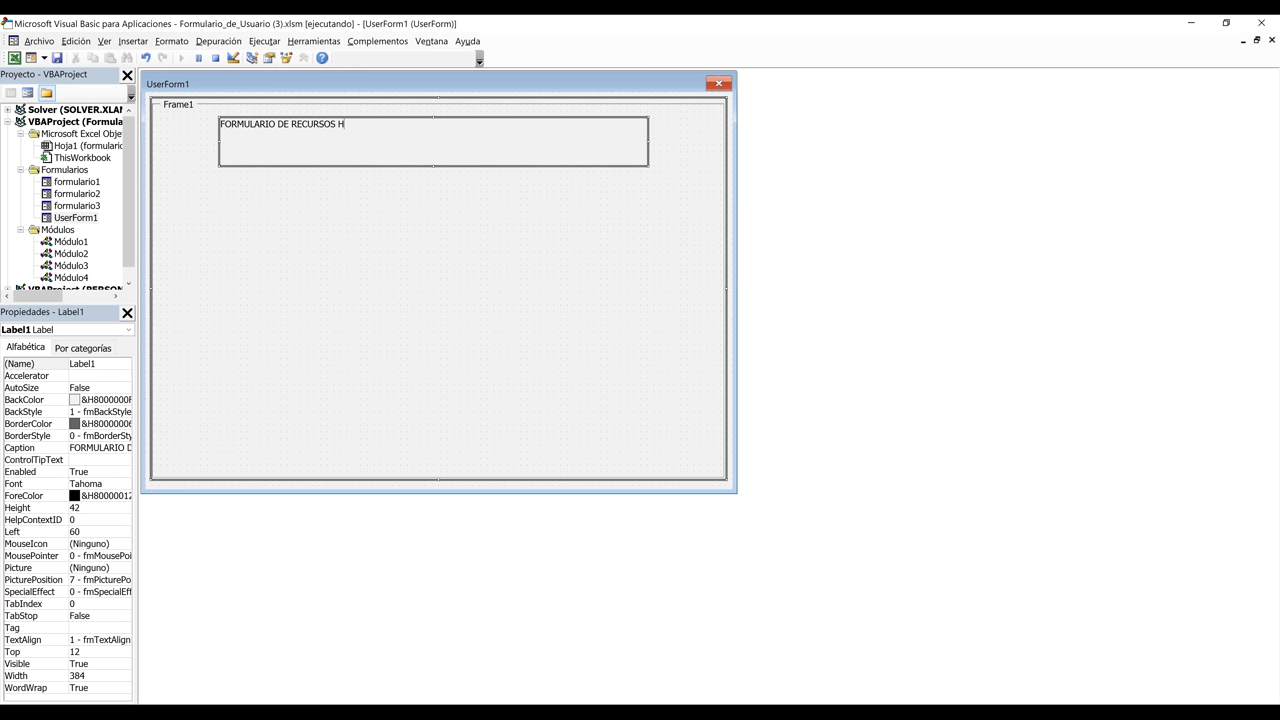 Microsoft Visual Basic para Aplicaciones - Formulario_de_Usuario (3).xlsm [ejecutando] - [UserForm1 (UserForm)]
Archivo Edición Ver Insertar Formato Depuración Ejecutar Herramientas Complementos Ventana Ayuda
Proyecto - VBAProject
Solver (SOLVER.XLAM
VBAProject (Formula
Microsoft Excel Obje
Hoja1 (formulario
ThisWorkbook
Formularios
formulario1
formulario2
formulario3
UserForm1
Módulos
Módulo1
Módulo2
Módulo3
Módulo4
VBAProject (PERSON
Propiedades - Label1
Label1 Label
Alfabética Por categorías
(Name) Label1
Accelerator
AutoSize False
BackColor &H8000000F
BackStyle 1 - fmBackStyle
BorderColor &H80000006
BorderStyle 0 - fmBorderSty
Caption FORMULARIO D
ControlTipText
Enabled True
Font Tahoma
ForeColor &H80000012
Height 42
HelpContextID 0
Left 60
MouseIcon (Ninguno)
MousePointer 0 - fmMousePoi
Picture (Ninguno)
PicturePosition 7 - fmPicturePo
SpecialEffect 0 - fmSpecialEff
TabIndex 0
TabStop False
Tag
TextAlign 1 - fmTextAlign
Top 12
Visible True
Width 384
WordWrap True
UserForm1
Frame1
FORMULARIO DE RECURSOS H